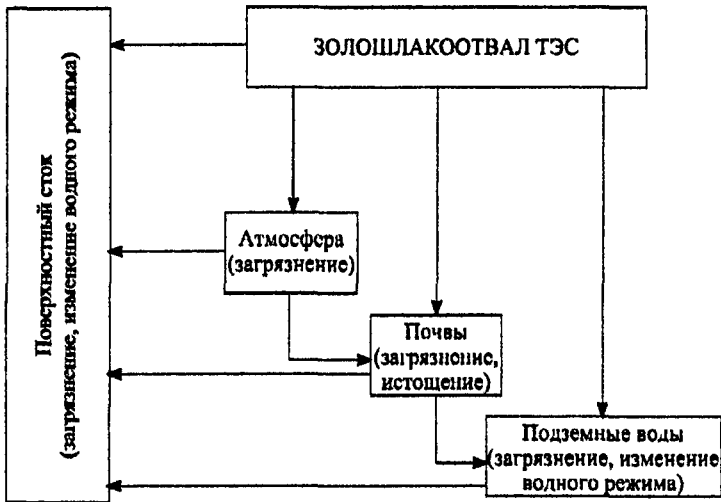 ЗОЛОШЛАКООТВАЛ ТЭС
Поверхностный сток
(загрязнение, изменение водного режима)
Атмосфера
(загрязнение)
Почвы
(загрязнение,
истощение)
Подземные воды
(загрязнение, изменение
водного режима)